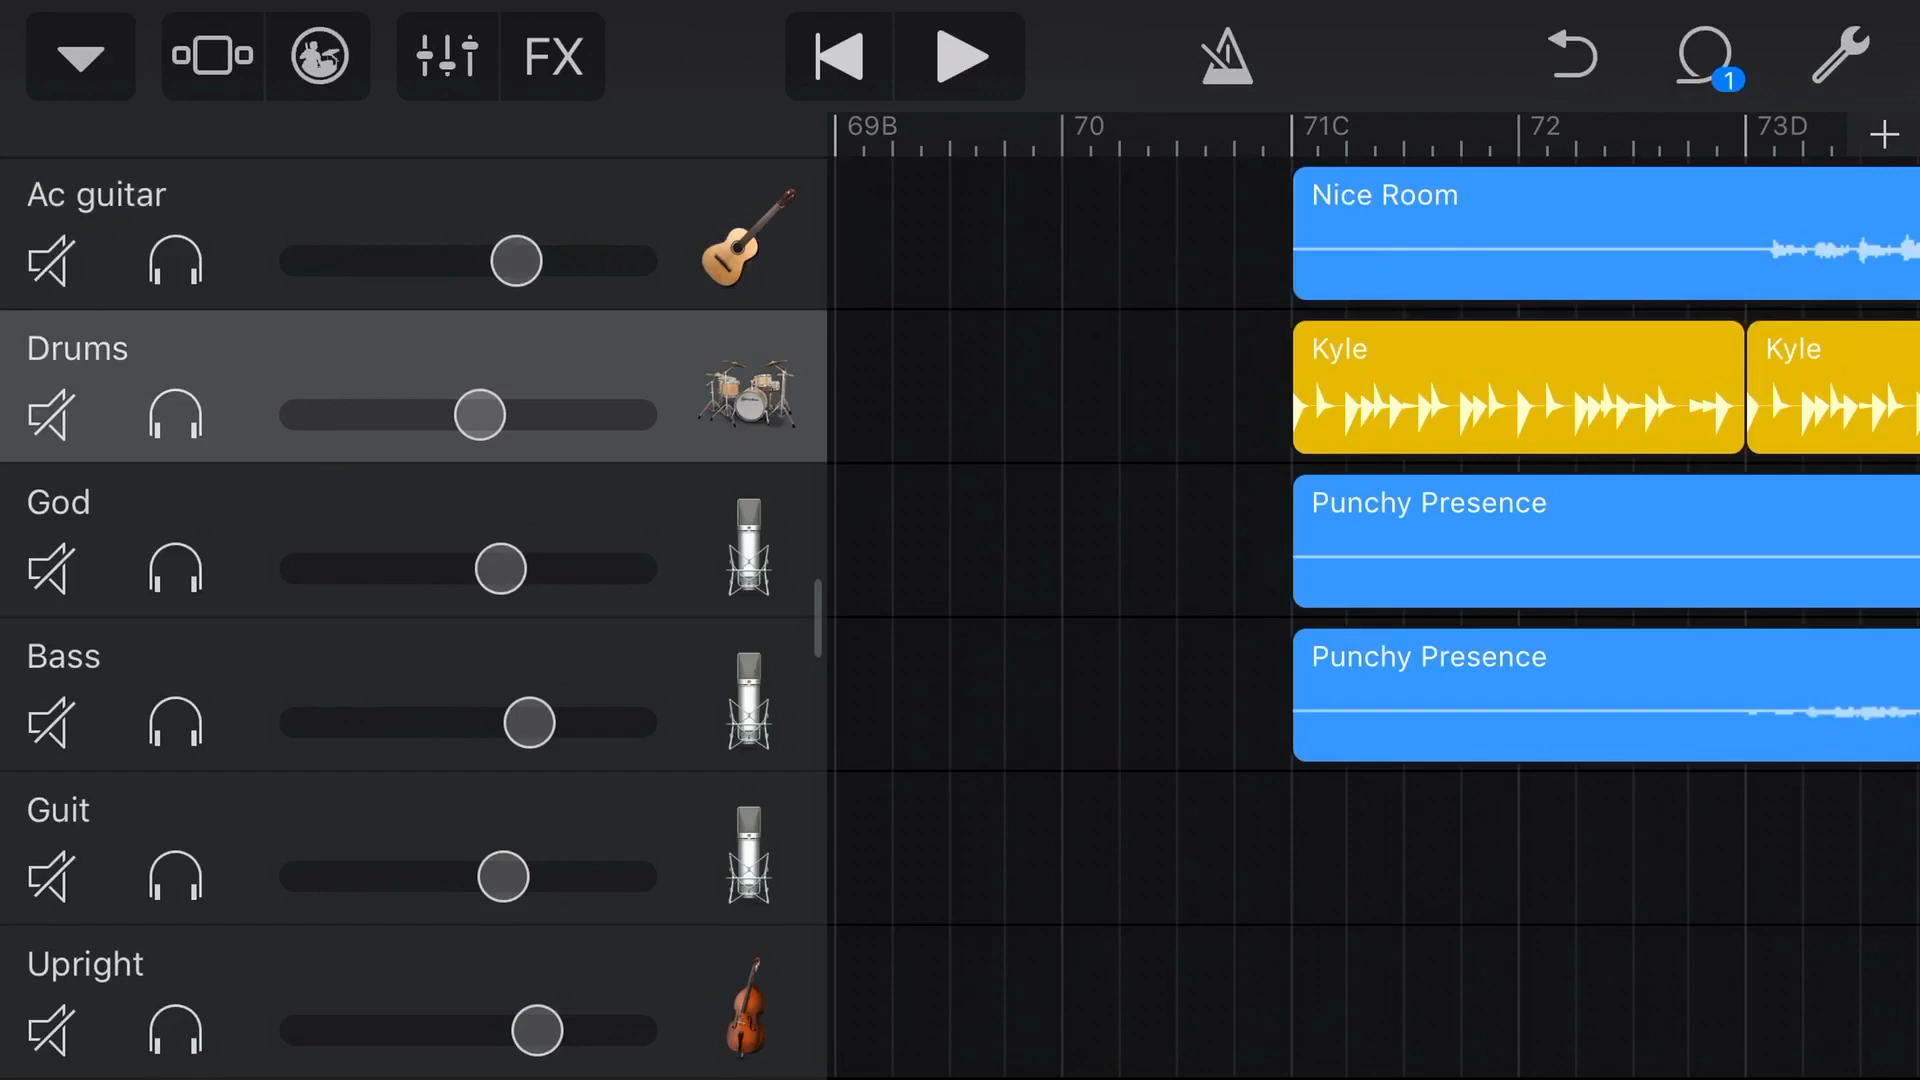 FX
1
69B 70 71C 72 73D
Ac guitar
Nice Room
Drums
Kyle Kyle
God
Punchy Presence
Bass
Punchy Presence
Guit
Upright